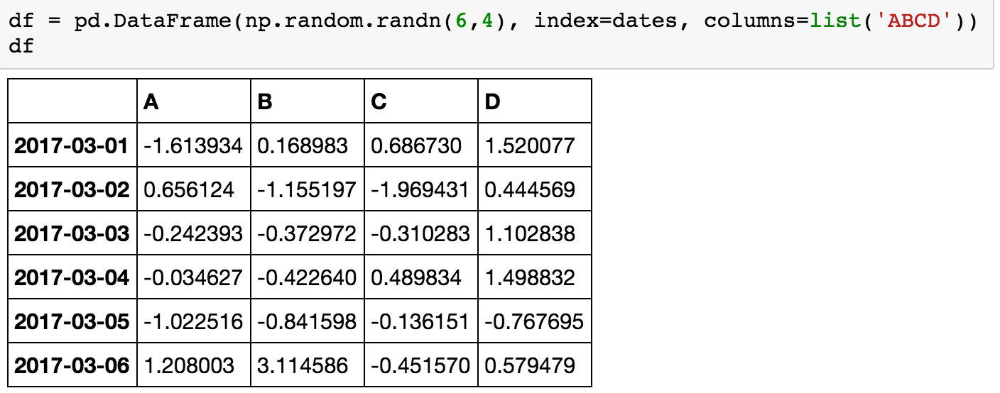 df = pd.DataFrame(np.random.randn(6,4), index=dates, columns=list('ABCD'))
df
A B C D
2017-03-01 -1.613934 0.168983 0.686730 1.520077
2017-03-02 0.656124 -1.155197 -1.969431 0.444569
2017-03-03 -0.242393 -0.372972 -0.310283 1.102838
2017-03-04 -0.034627 -0.422640 0.489834 1.498832
2017-03-05 -1.022516 -0.841598 -0.136151 -0.767695
2017-03-06 1.208003 3.114586 -0.451570 0.579479